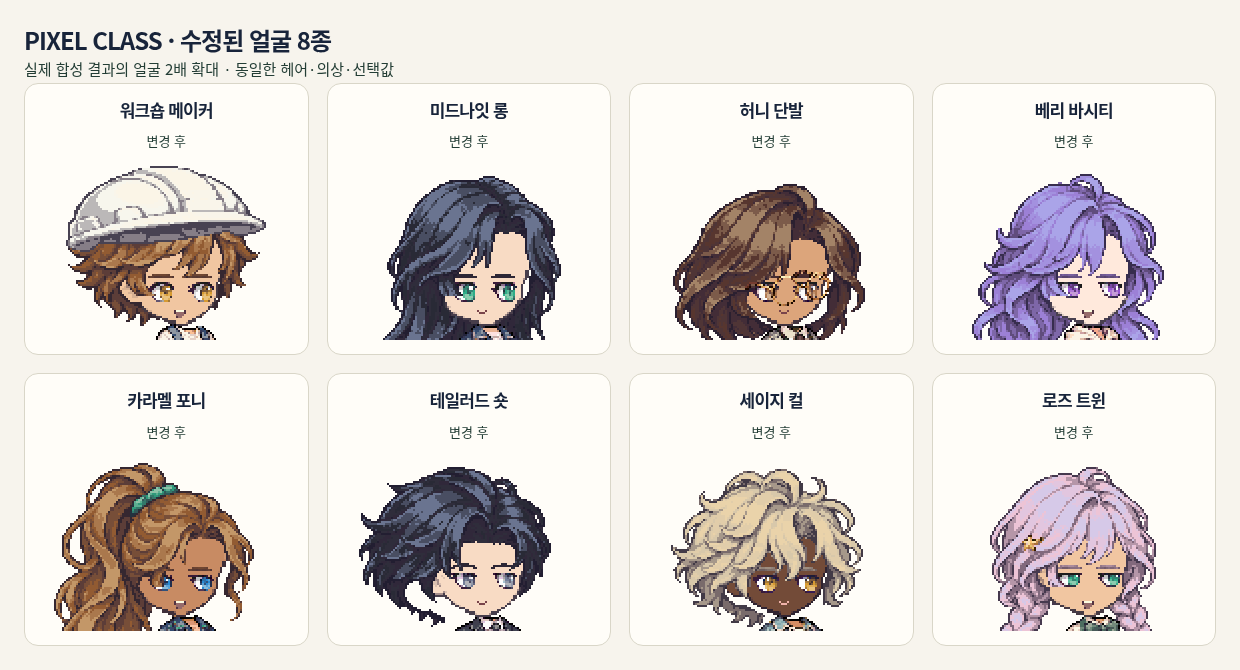 PIXEL CLASS · 수정된 얼굴 8종
실제 합성 결과의 얼굴 2배 확대 · 동일한 헤어·의상·선택값
워크숍 메이커
변경 후
미드나잇 롱
변경 후
허니 단발
변경 후
베리 바시티
변경 후
카라멜 포니
변경 후
테일러드 숏
변경 후
세이지 컬
변경 후
로즈 트윈
변경 후